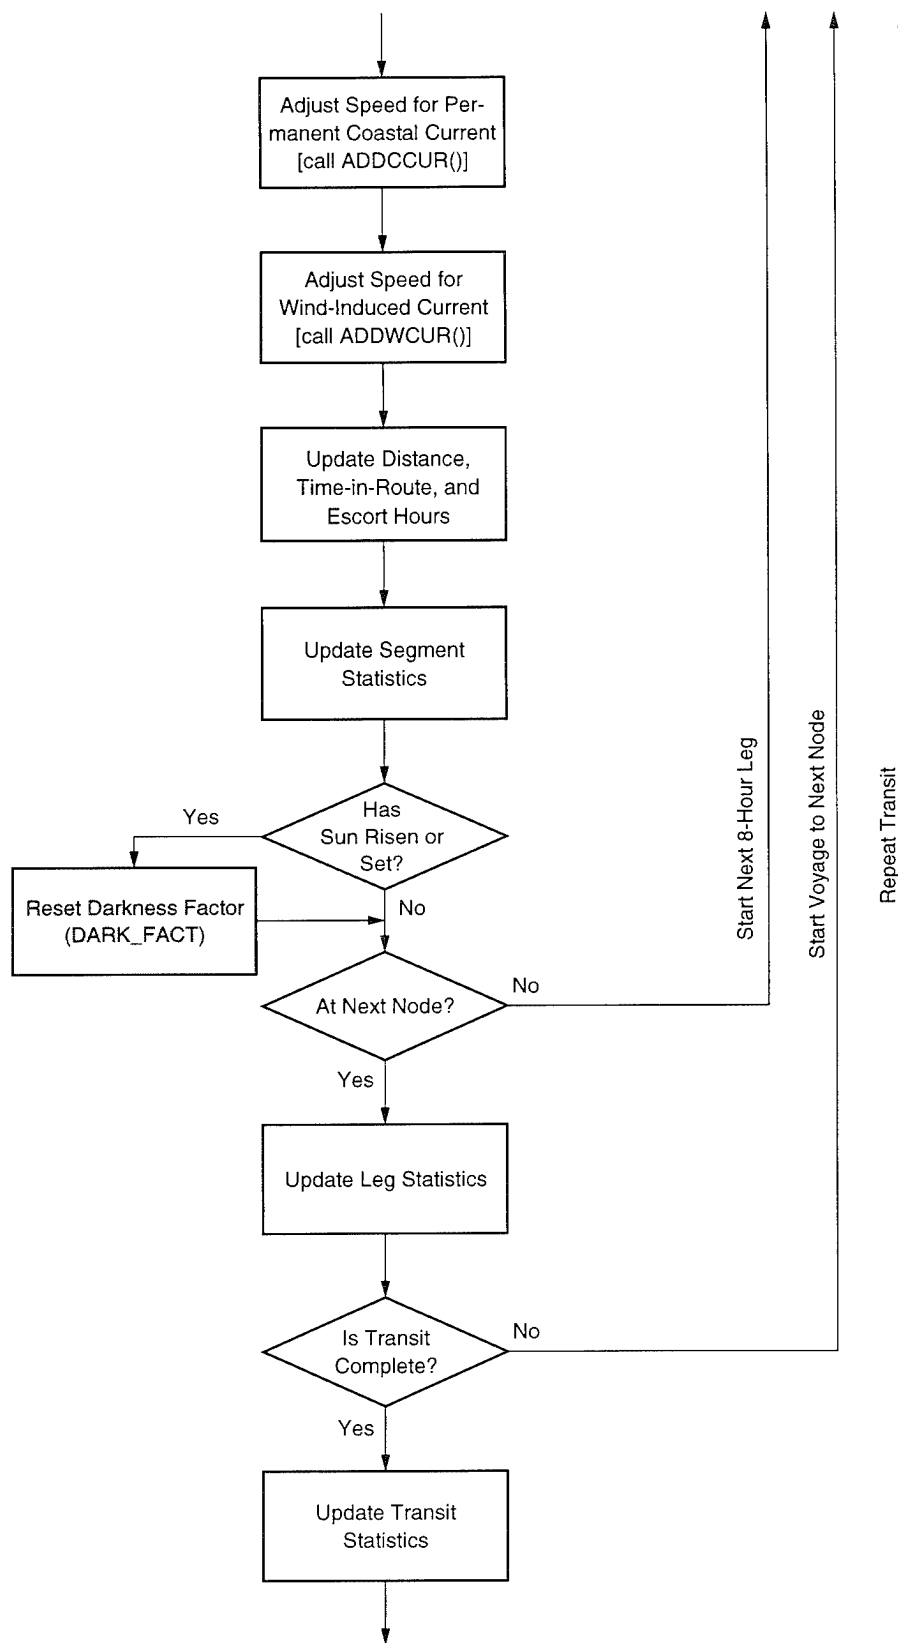 Adjust Speed for Per-
manent Coastal Current
[call ADDCCUR()]
Adjust Speed for
Wind-Induced Current
[call ADDWCUR()]
Update Distance,
Time-in-Route, and
Escort Hours
Update Segment
Statistics
Has
Sun Risen or
Set?
Yes
No
Reset Darkness Factor
(DARK_FACT)
At Next Node?
No
Yes
Update Leg Statistics
Is Transit
Complete?
No
Yes
Update Transit
Statistics
Start Next 8-Hour Leg
Start Voyage to Next Node
Repeat Transit